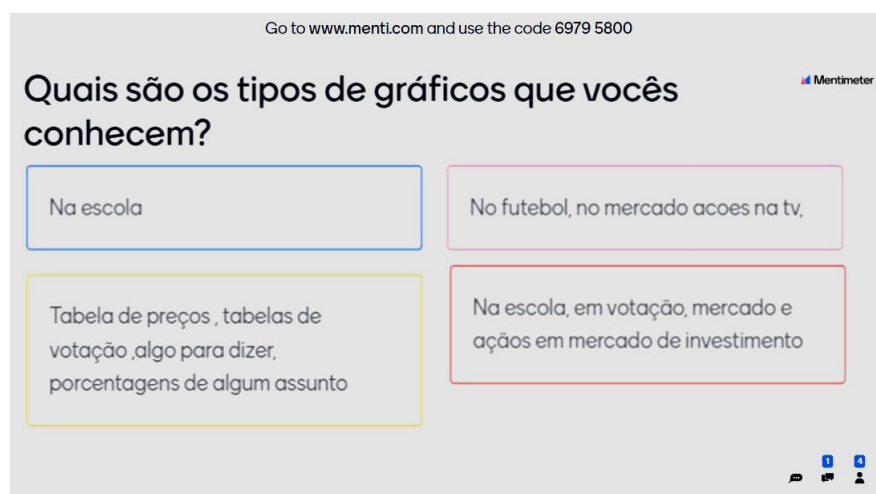 Go to www.menti.com and use the code 6979 5800
Mentimeter
Quais são os tipos de gráficos que vocês
conhecem?
Na escola
No futebol, no mercado acoes na tv,
Tabela de preços , tabelas de
votação ,algo para dizer,
porcentagens de algum assunto
Na escola, em votação, mercado e
açãos em mercado de investimento
1
4